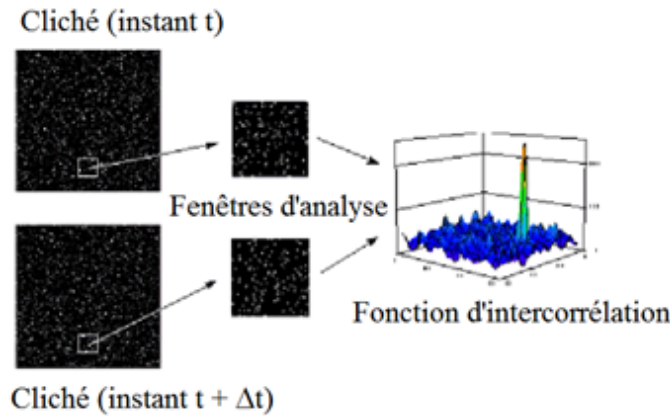 Cliché (instant t)
Fenêtres d'analyse
Fonction d'intercorrélation
Cliché (instant t + Δt)